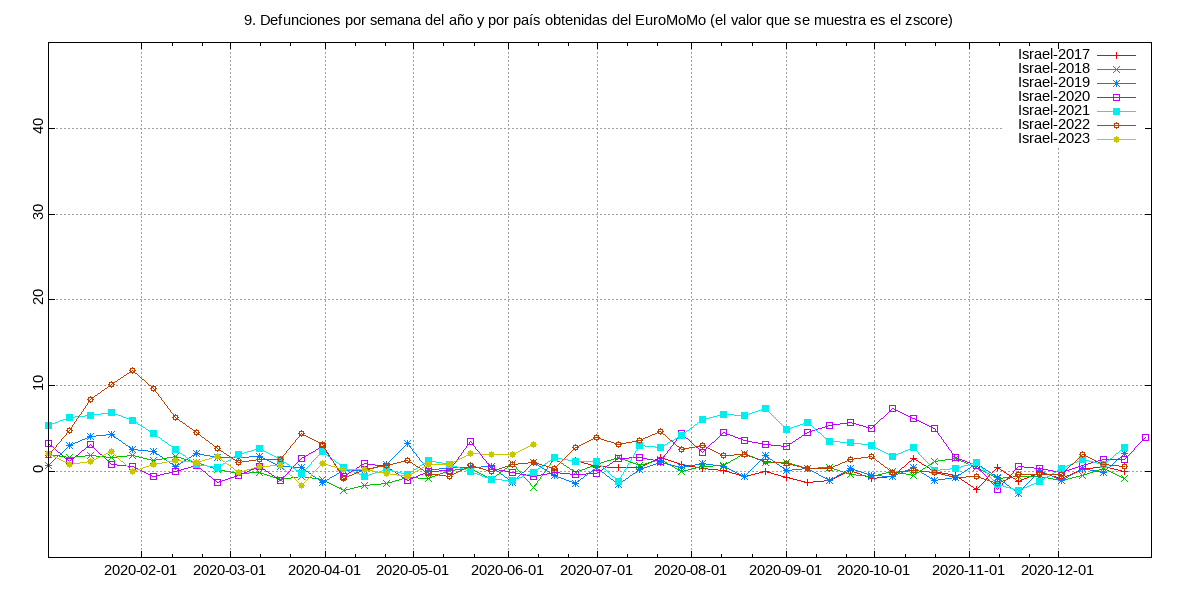 9. Defunciones por semana del año y por país obtenidas del EuroMoMo (el valor que se muestra es el zscore)
Israel-2017
Israel-2018
Israel-2019
Israel-2020
Israel-2021
Israel-2022
Israel-2023
40
30
20
10
0
2020-02-01 2020-03-01 2020-04-01 2020-05-01 2020-06-01 2020-07-01 2020-08-01 2020-09-01 2020-10-01 2020-11-01 2020-12-01